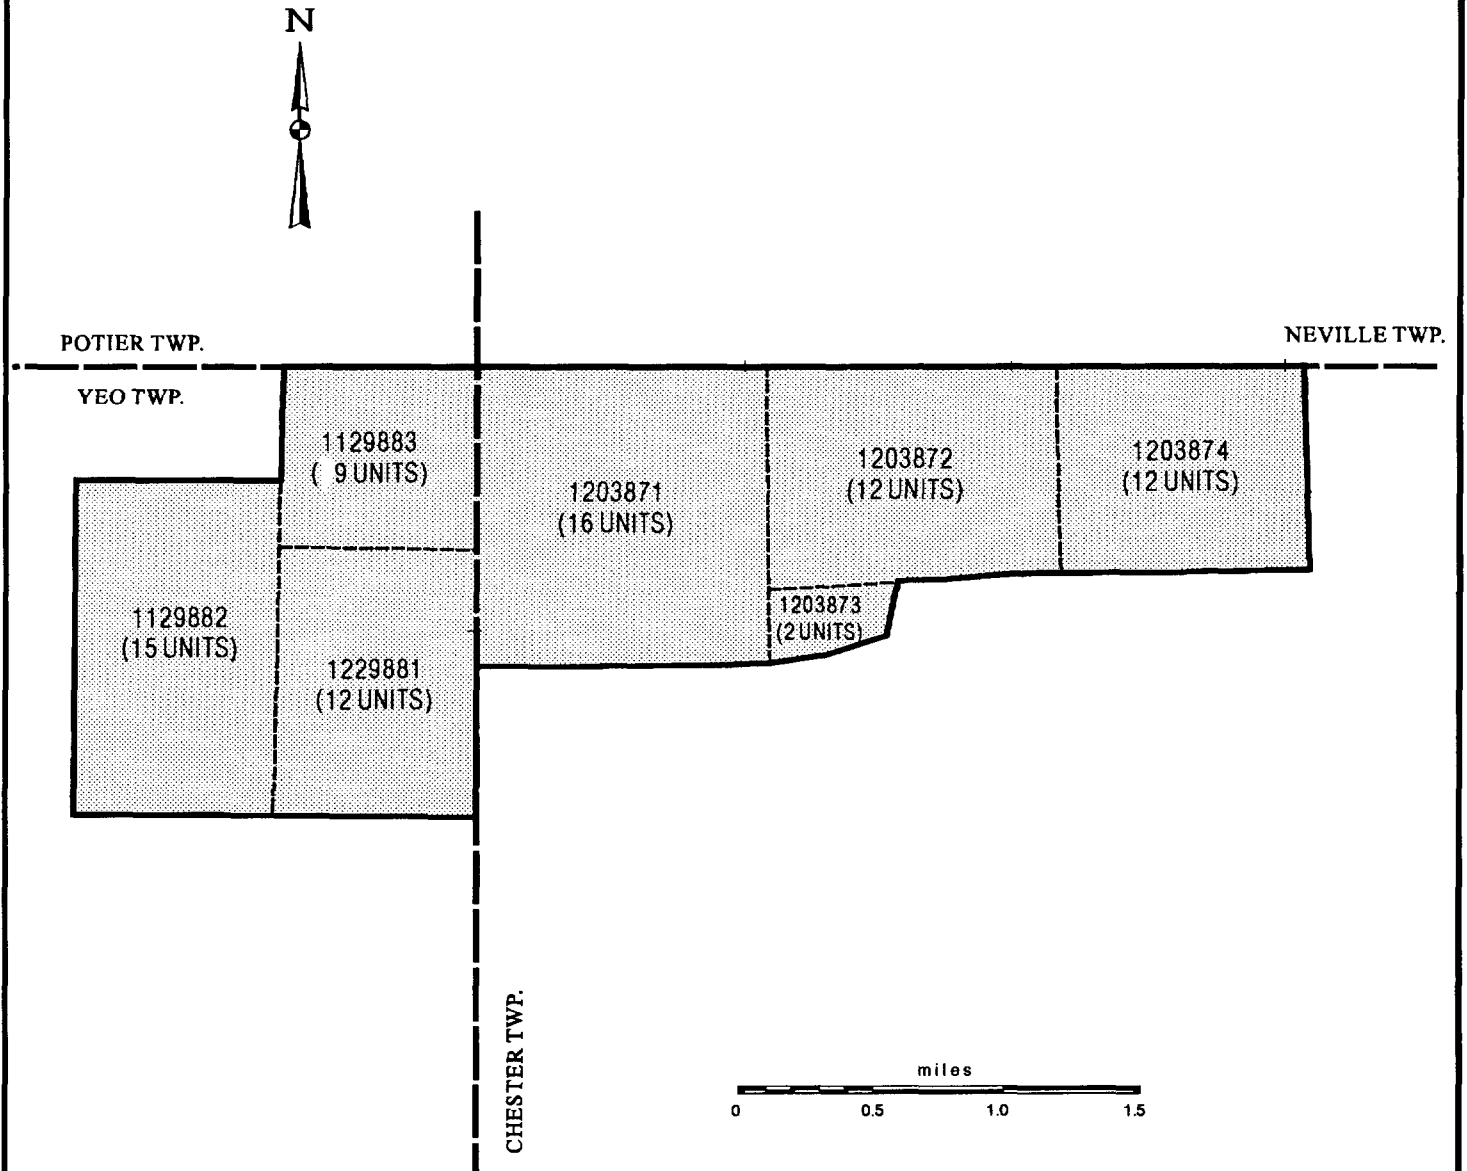 N
POTIER TWP.
NEVILLE TWP.
YEO TWP.
1129883
( 9 UNITS)
1203871
(16 UNITS)
1203872
(12 UNITS)
1203874
(12 UNITS)
1203873
(2 UNITS)
1129882
(15 UNITS)
1229881
(12 UNITS)
CHESTER TWP.
miles
0 0.5 1.0 1.5